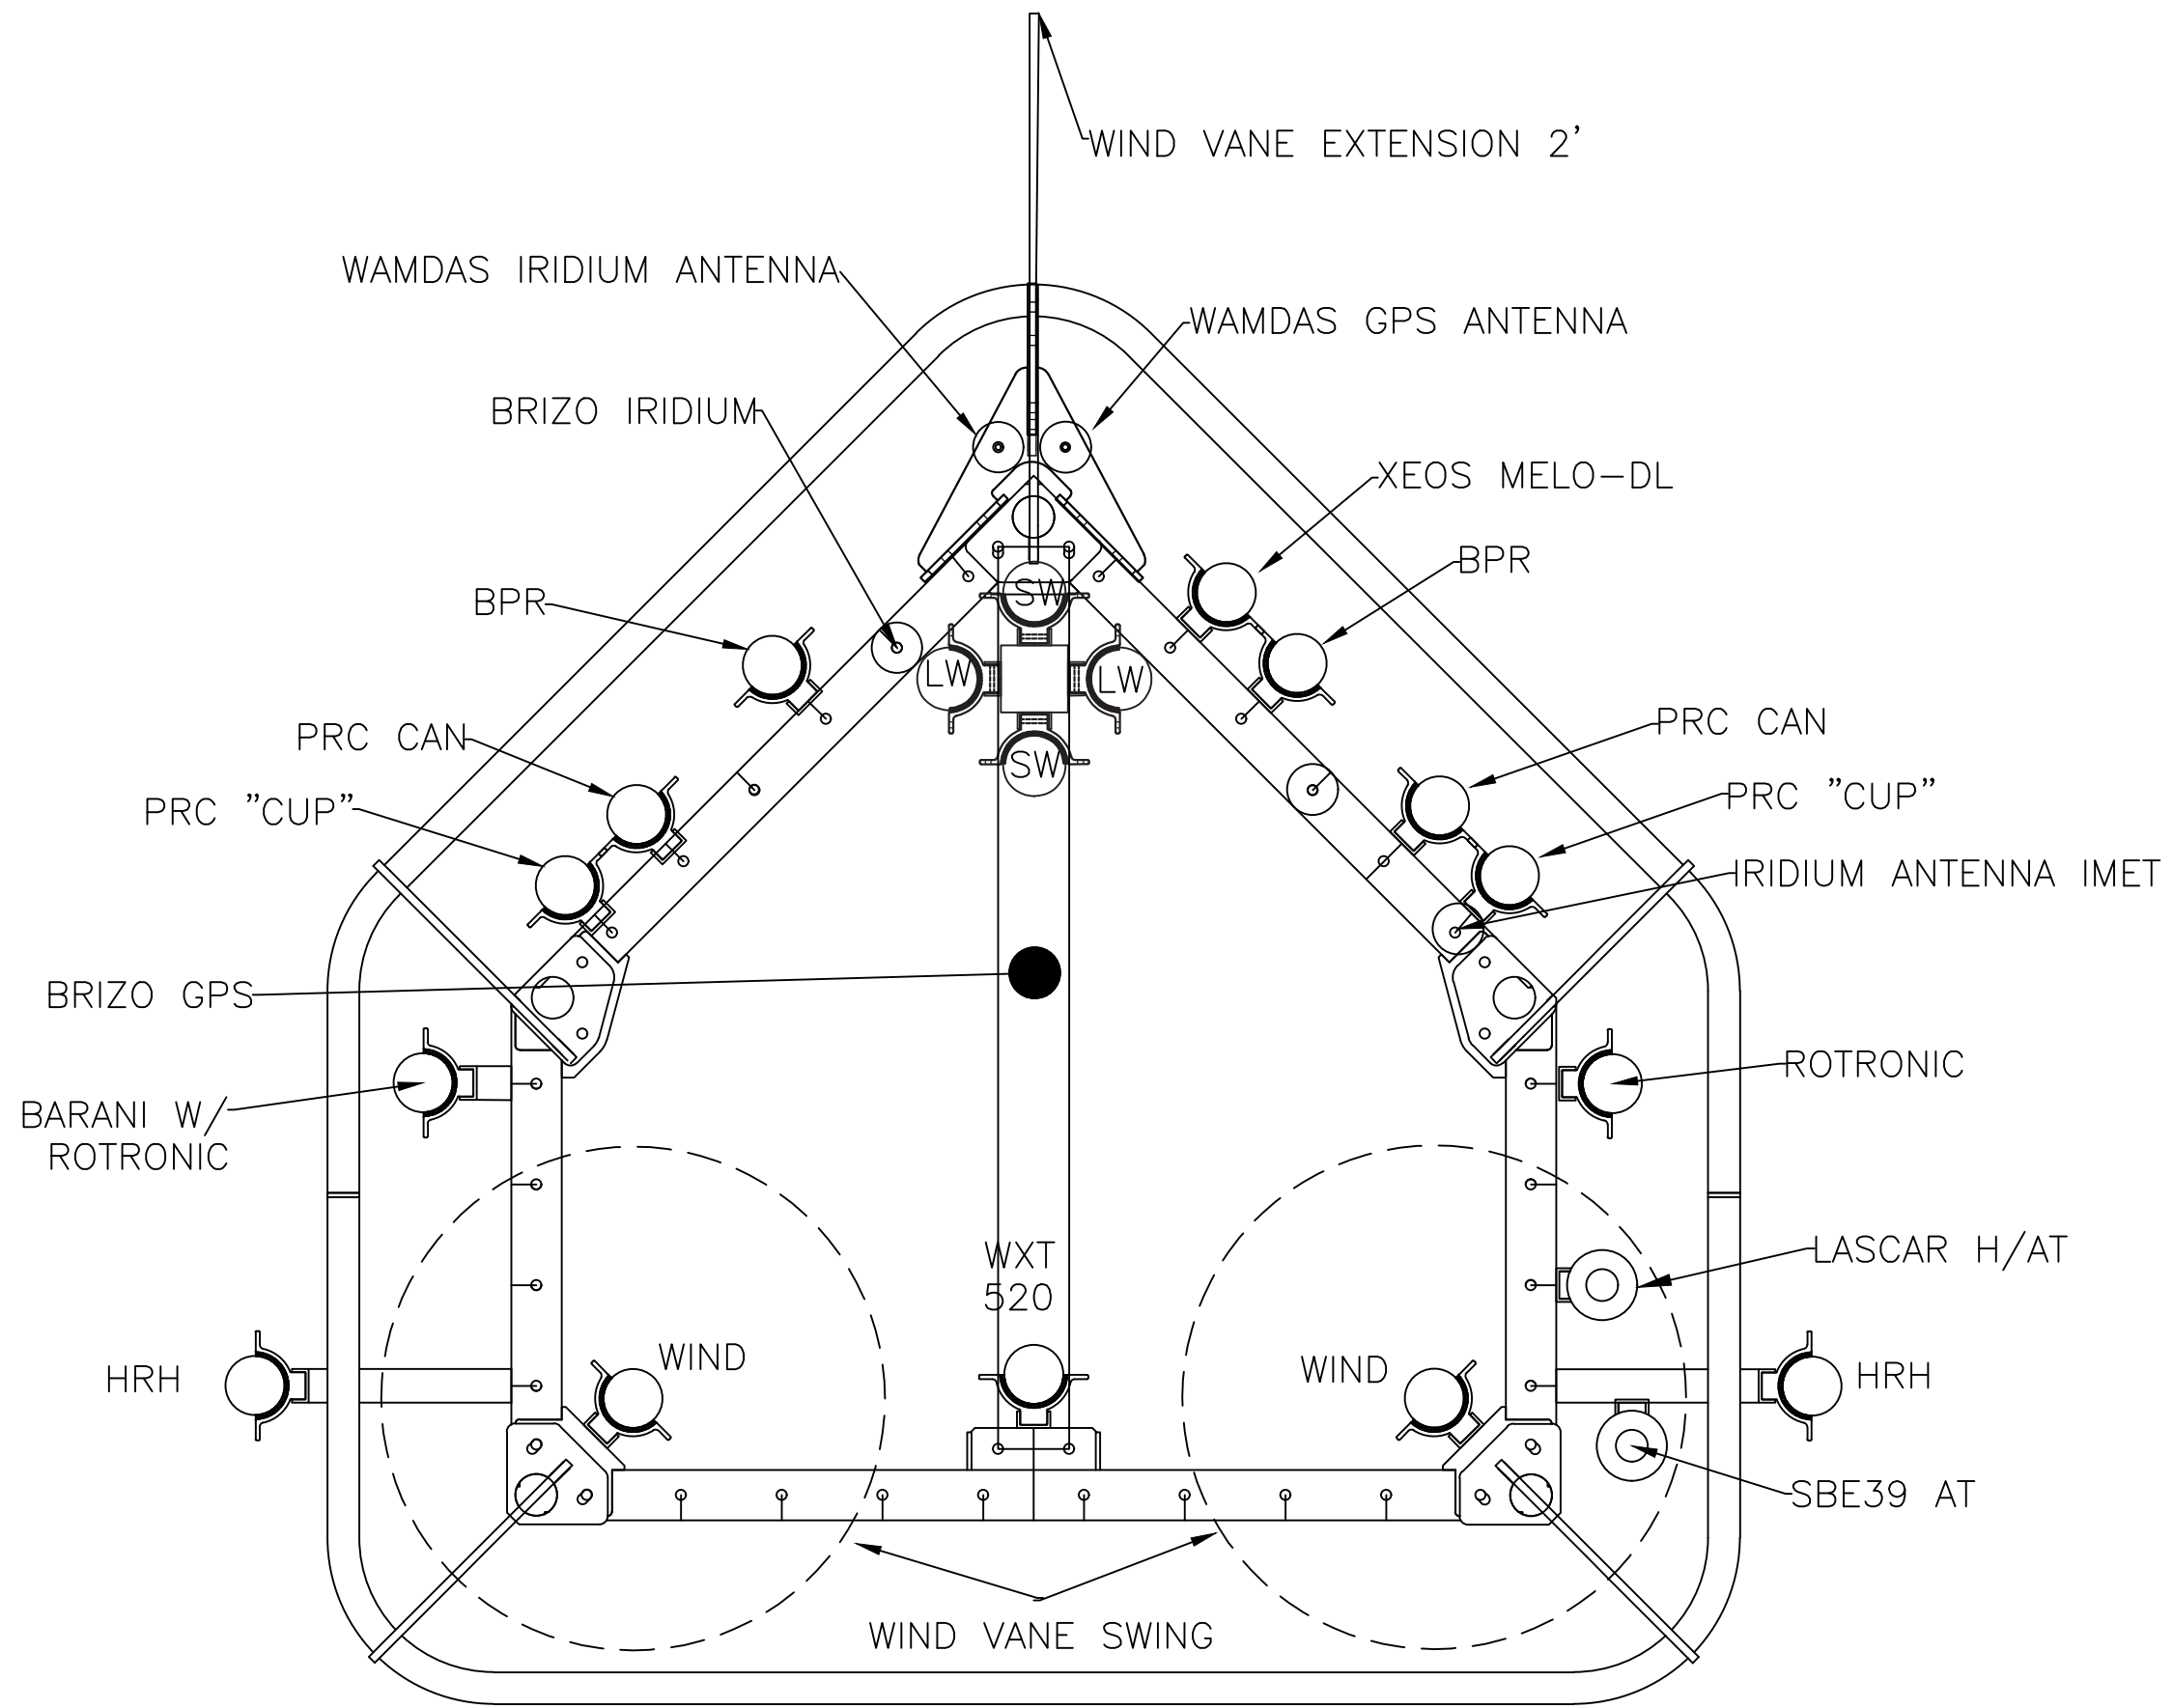 WIND VANE EXTENSION 2'
WAMDAS IRIDIUM ANTENNA
WAMDAS GPS ANTENNA
BRIZO IRIDIUM
XEOS MELO-DL
BPR
BPR
SW
LW
LW
SW
PRC CAN
PRC CAN
PRC "CUP"
PRC "CUP"
IRIDIUM ANTENNA IMET
BRIZO GPS
ROTRONIC
BARANI W/
ROTRONIC
WXT
520
LASCAR H/AT
WIND
WIND
HRH
HRH
SBE39 AT
WIND VANE SWING